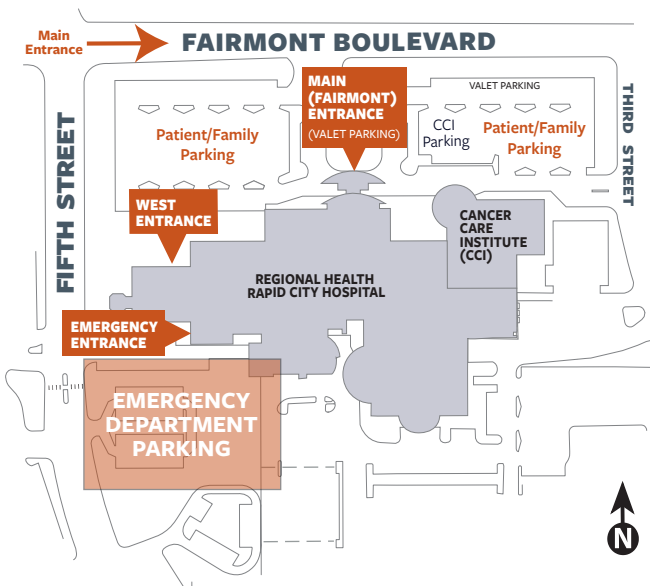 Main
Entrance
FAIRMONT BOULEVARD
MAIN
(FAIRMONT)
ENTRANCE
(VALET PARKING)
VALET PARKING
Patient/Family
Parking
CCI
Parking
Patient/Family
Parking
THIRD STREET
FIFTH STREET
WEST
ENTRANCE
CANCER
CARE
INSTITUTE
(CCI)
REGIONAL HEALTH
RAPID CITY HOSPITAL
EMERGENCY
ENTRANCE
EMERGENCY
DEPARTMENT
PARKING
N